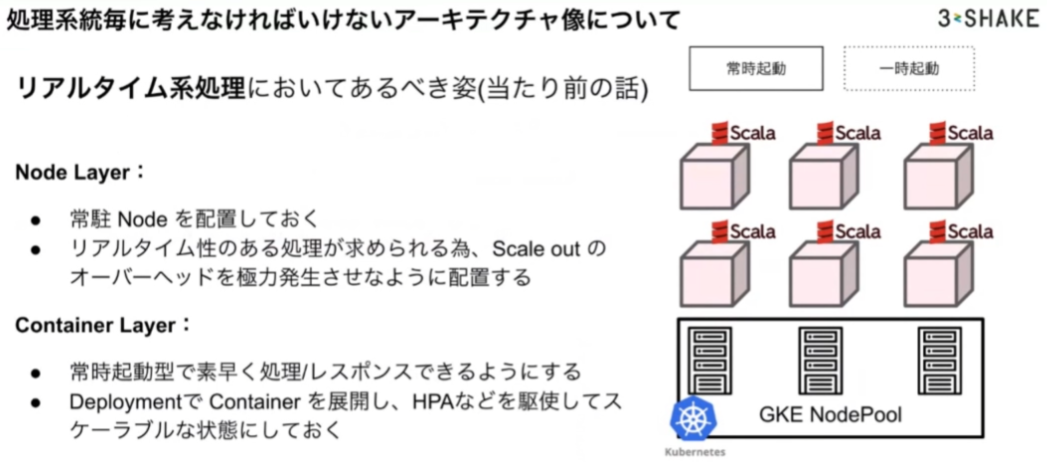 処理系統毎に考えなければいけないアーキテクチャ像について
3-SHAKE
リアルタイム系処理においてあるべき姿(当たり前の話)
常時起動
一時起動
Node Layer：
● 常駐 Node を配置しておく
● リアルタイム性のある処理が求められる為、Scale out の
オーバーヘッドを極力発生させなように配置する
Container Layer：
● 常時起動型で素早く処理/レスポンスできるようにする
● Deploymentで Container を展開し、HPAなどを駆使してス
ケーラブルな状態にしておく
Scala
Scala
Scala
Scala
Scala
Scala
GKE NodePool
Kubernetes